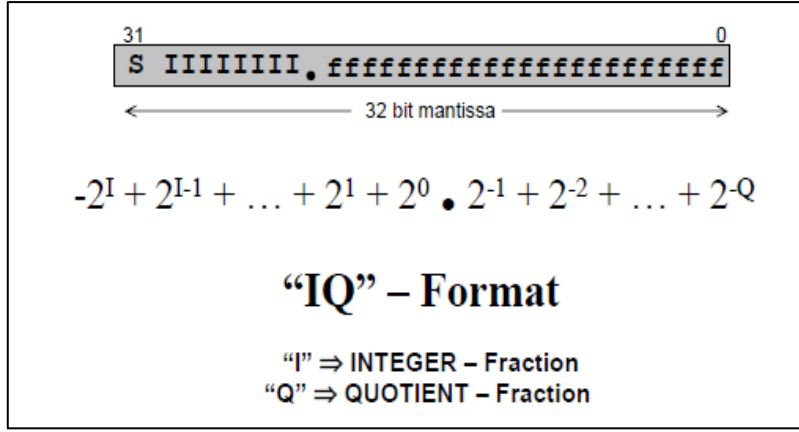 31 0
S IIIIIIII.fffffffffffffffffffffff
32 bit mantissa
-2^I + 2^(I-1) + … + 2^1 + 2^0 • 2^-1 + 2^-2 + … + 2^-Q
“IQ” – Format
“I” ⇒ INTEGER – Fraction
“Q” ⇒ QUOTIENT – Fraction